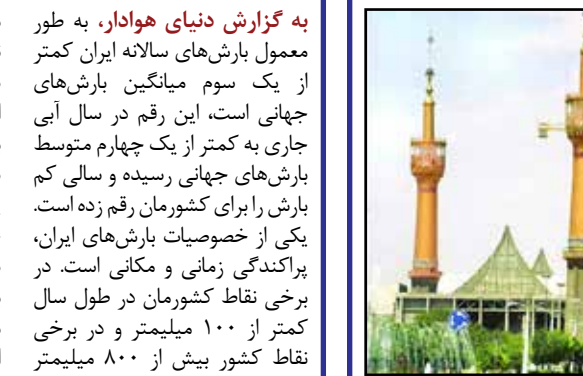 به گزارش دنیای هوادار، به طور
معمول بارش‌های سالانه ایران کمتر
از یک سوم میانگین بارش‌های
جهانی است، این رقم در سال آبی
جاری به کمتر از یک چهارم متوسط
بارش‌های جهانی رسیده و سالی کم
بارش را برای کشورمان رقم زده است.
یکی از خصوصیات بارش‌های ایران،
پراکندگی زمانی و مکانی است. در
برخی نقاط کشورمان در طول سال
کمتر از ۱۰۰ میلیمتر و در برخی
نقاط کشور بیش از ۸۰۰ میلیمتر